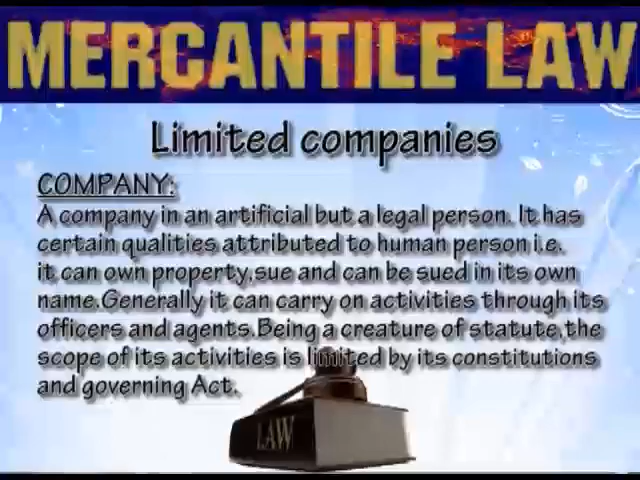 MERCANTILE LAW
Limited companies
COMPANY:
A company in an artificial but a legal person. It has
certain qualities attributed to human person i.e.
it can own property,sue and can be sued in its own
name.Generally it can carry on activities through its
officers and agents.Being a creature of statute,the
scope of its activities is limited by its constitutions
and governing Act.
LAW